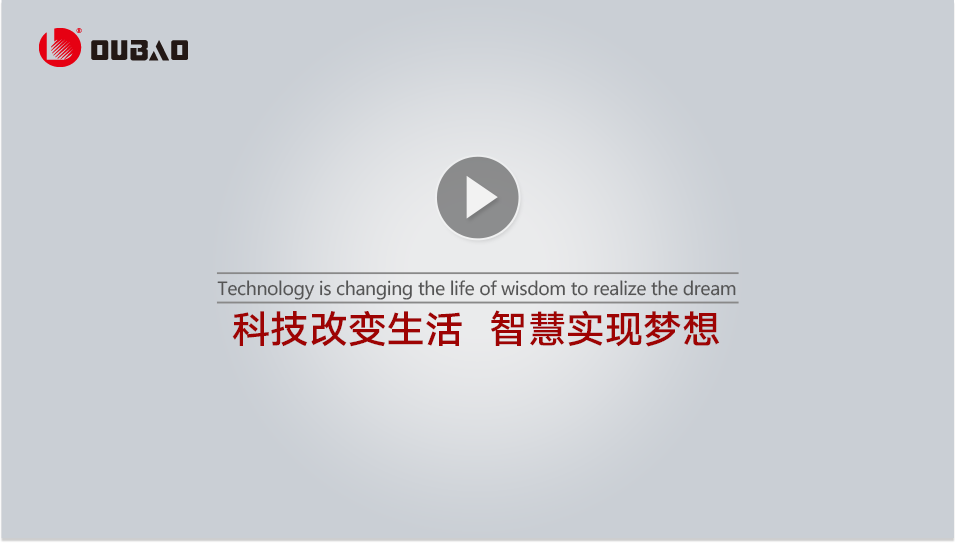 OUBAO
Technology is changing the life of wisdom to realize the dream
科技改变生活 智慧实现梦想